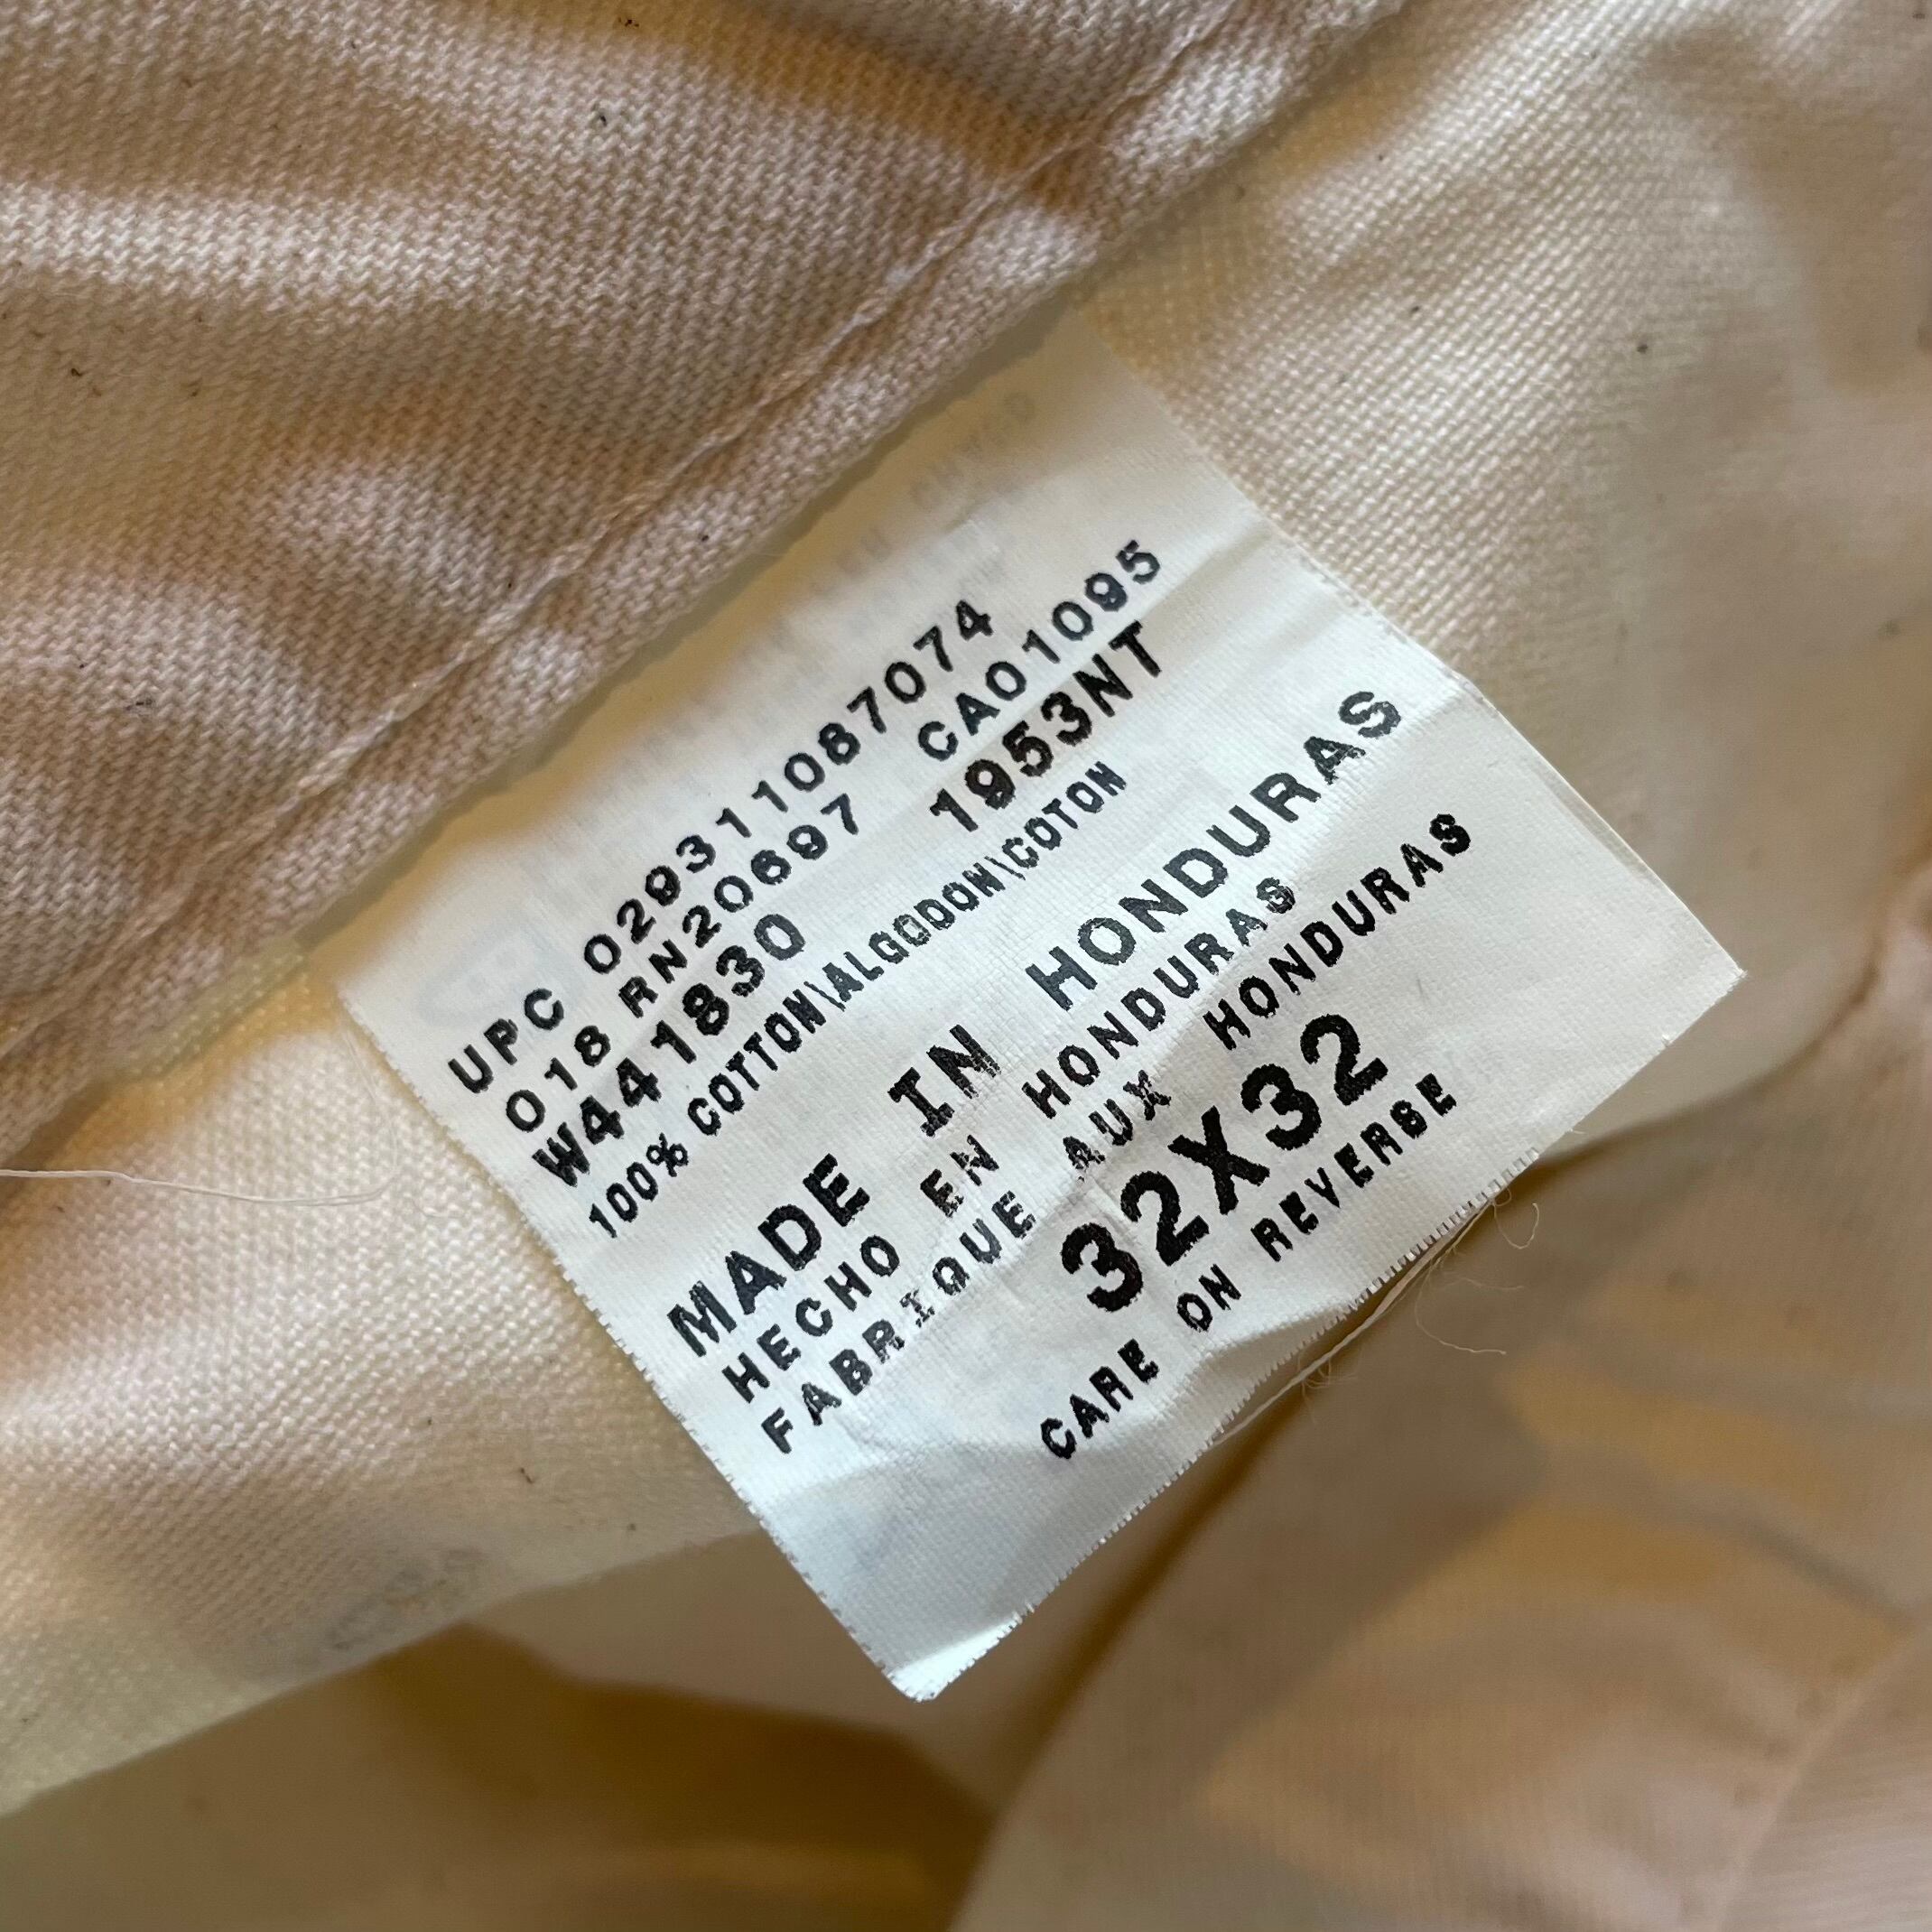 UPC 029311087074
018 RN20697 CA01095
W441830 1953NT
100% COTTON\ALGODON\COTON
MADE IN HONDURAS
HECHO EN HONDURAS
FABRIQUE AUX HONDURAS
32X32
CARE ON REVERSE